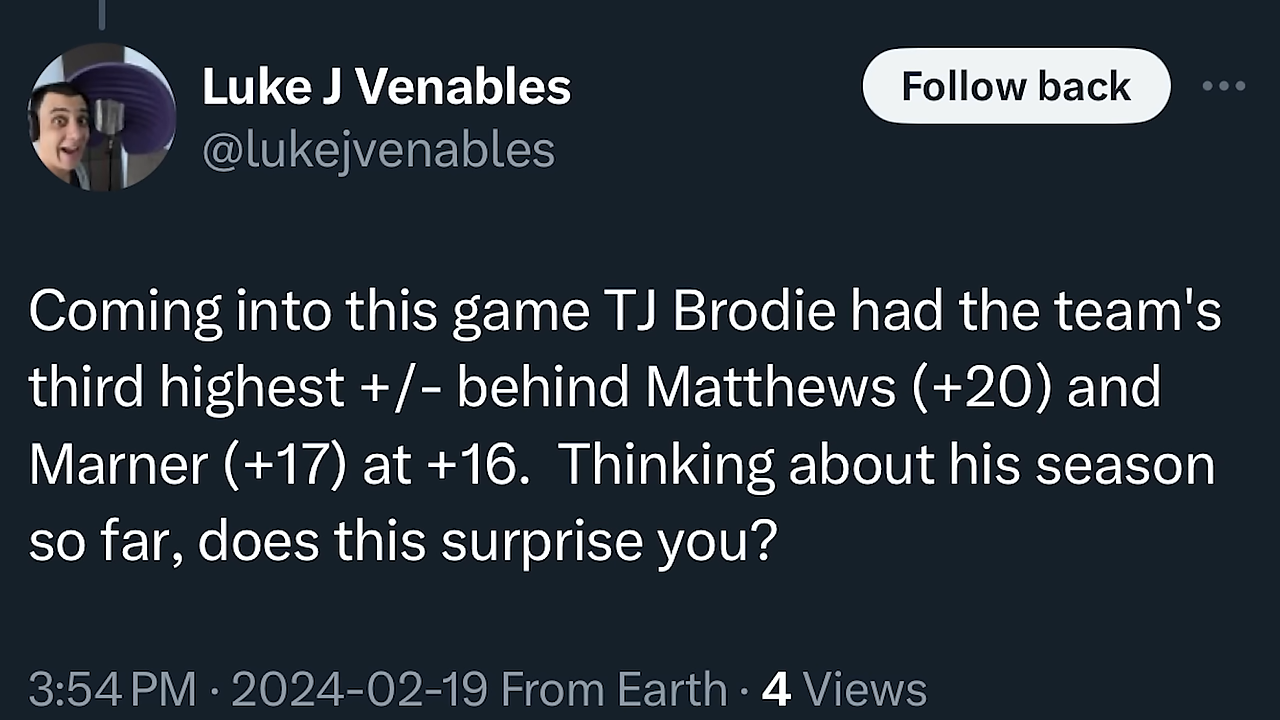 Luke J Venables
Follow back
@lukejvenables
Coming into this game TJ Brodie had the team's
third highest +/- behind Matthews (+20) and
Marner (+17) at +16.  Thinking about his season
so far, does this surprise you?
3:54 PM · 2024-02-19 From Earth · 4 Views